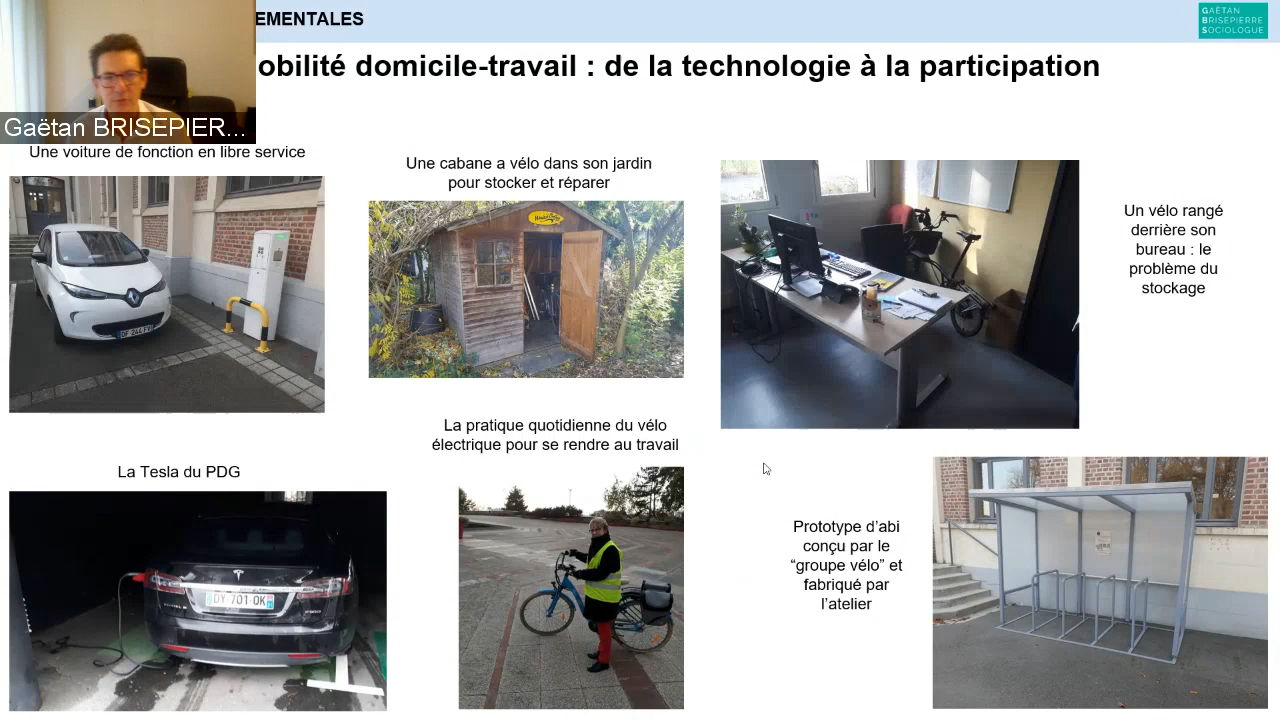 EMENTALES
GAËTAN
BRISEPIERRE
SOCIOLOGUE
obilité domicile-travail : de la technologie à la participation
Gaëtan BRISEPIER...
Une voiture de fonction en libre service
Une cabane a vélo dans son jardin
pour stocker et réparer
Un vélo rangé
derrière son
bureau : le
problème du
stockage
La pratique quotidienne du vélo
électrique pour se rendre au travail
La Tesla du PDG
DY-701-QK
Prototype d’abi
conçu par le
“groupe vélo” et
fabriqué par
l’atelier